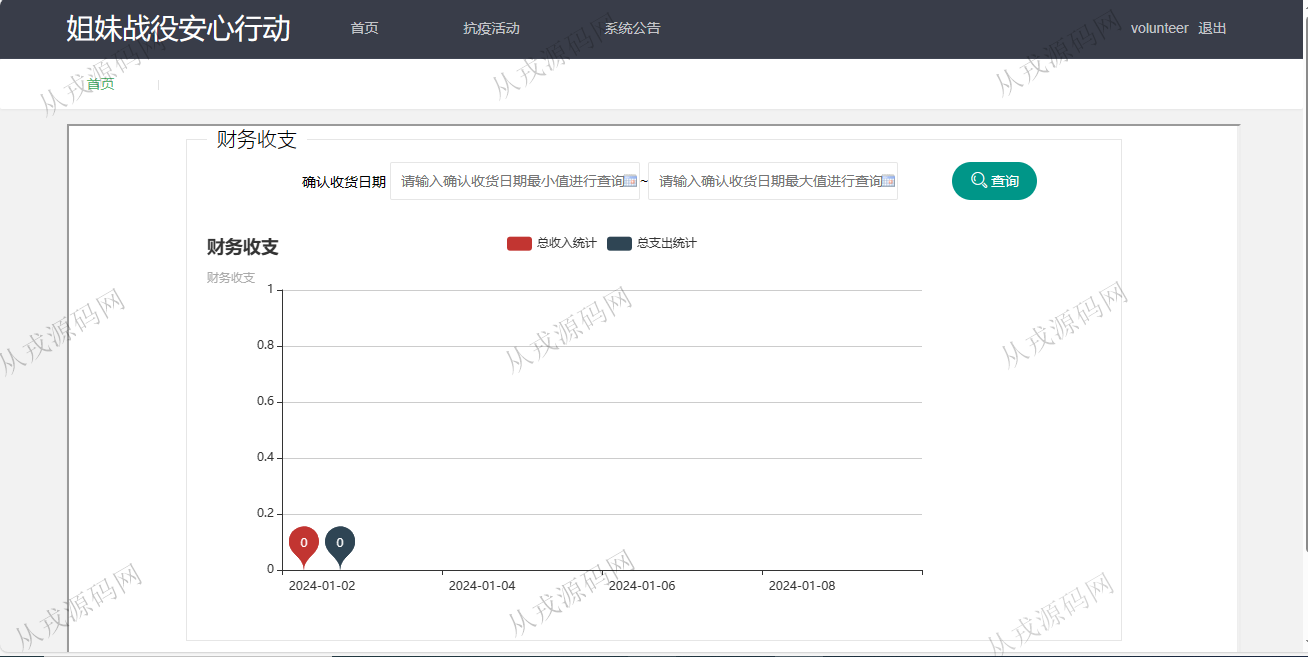 姐妹战役安心行动 首页 抗疫活动 系统公告 volunteer 退出
首页
财务收支
确认收货日期 请输入确认收货日期最小值进行查询 ~ 请输入确认收货日期最大值进行查询 查询
财务收支 总收入统计 总支出统计
财务收支
1
0.8
0.6
0.4
0.2
0 0
0
2024-01-02 2024-01-04 2024-01-06 2024-01-08
从戎源码网
从戎源码网
从戎源码网
从戎源码网
从戎源码网
从戎源码网
从戎源码网
从戎源码网
从戎源码网